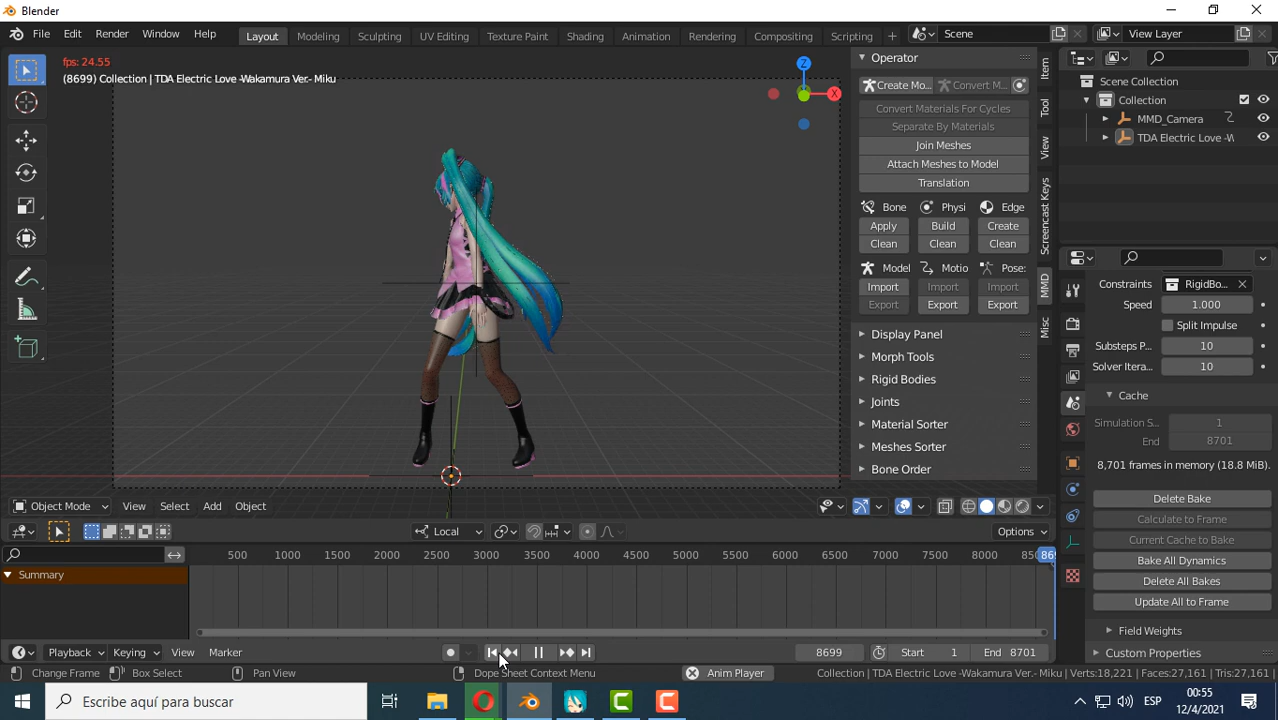 Blender
File Edit Render Window Help Layout Modeling Sculpting UV Editing Texture Paint Shading Animation Rendering Compositing Scripting Scene View Layer
fps: 24.55
(8699) Collection | TDA Electric Love -Wakamura Ver.- Miku
Z
X
Operator
Create Mo... Convert M...
Convert Materials For Cycles
Separate By Materials
Join Meshes
Attach Meshes to Model
Translation
Bone Physi Edge
Apply Build Create
Clean Clean Clean
Model Motio Pose:
Import Import Import
Export Export Export
Display Panel
Morph Tools
Rigid Bodies
Joints
Material Sorter
Meshes Sorter
Bone Order
Item
Tool
View
Screencast Keys
MMD
Misc
Scene Collection
Collection
MMD_Camera
TDA Electric Love -W
Constraints RigidBo...
Speed 1.000
Split Impulse
Substeps P... 10
Solver Itera... 10
Cache
Simulation S... 1
End 8701
8,701 frames in memory (18.8 MiB).
Delete Bake
Calculate to Frame
Current Cache to Bake
Bake All Dynamics
Delete All Bakes
Update All to Frame
Field Weights
Custom Properties
Object Mode View Select Add Object
Local Options
500 1000 1500 2000 2500 3000 3500 4000 4500 5000 5500 6000 6500 7000 7500 8000 85 869
Summary
Playback Keying View Marker 8699 Start 1 End 8701
Change Frame Box Select Pan View Dope Sheet Context Menu Anim Player Collection | TDA Electric Love -Wakamura Ver.- Miku | Verts:18,221 | Faces:27,161 | Tris:27,161 |
Escribe aquí para buscar ESP 00:55
12/4/2021